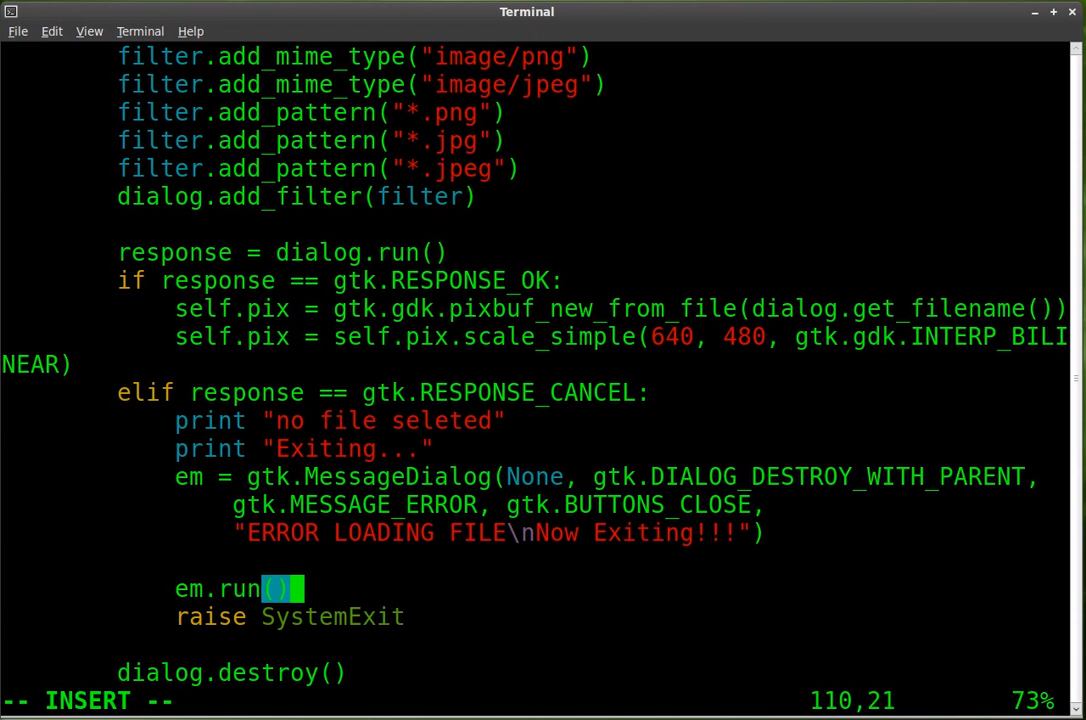 Terminal
File Edit View Terminal Help
filter.add_mime_type("image/png")
filter.add_mime_type("image/jpeg")
filter.add_pattern("*.png")
filter.add_pattern("*.jpg")
filter.add_pattern("*.jpeg")
dialog.add_filter(filter)
response = dialog.run()
if response == gtk.RESPONSE_OK:
self.pix = gtk.gdk.pixbuf_new_from_file(dialog.get_filename())
self.pix = self.pix.scale_simple(640, 480, gtk.gdk.INTERP_BILI
NEAR)
elif response == gtk.RESPONSE_CANCEL:
print "no file seleted"
print "Exiting..."
em = gtk.MessageDialog(None, gtk.DIALOG_DESTROY_WITH_PARENT,
gtk.MESSAGE_ERROR, gtk.BUTTONS_CLOSE,
"ERROR LOADING FILE\nNow Exiting!!!")
em.run()
raise SystemExit
dialog.destroy()
-- INSERT -- 110,21 73%